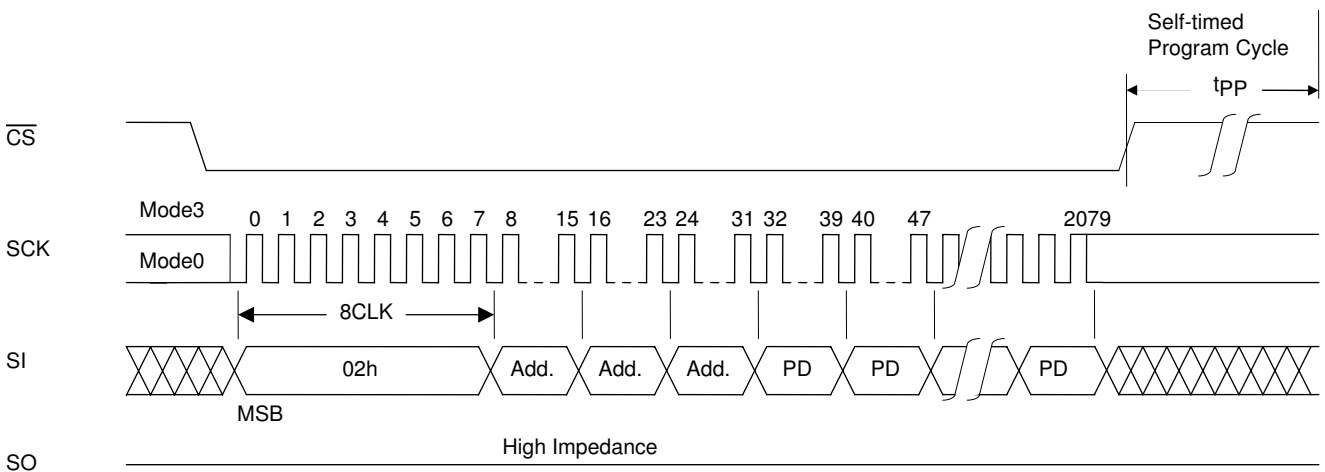 Self-timed
Program Cycle
tPP
CS
Mode3
0 1 2 3 4 5 6 7 8 15 16 23 24 31 32 39 40 47 2079
SCK
Mode0
8CLK
SI
02h Add. Add. Add. PD PD PD
MSB
High Impedance
SO